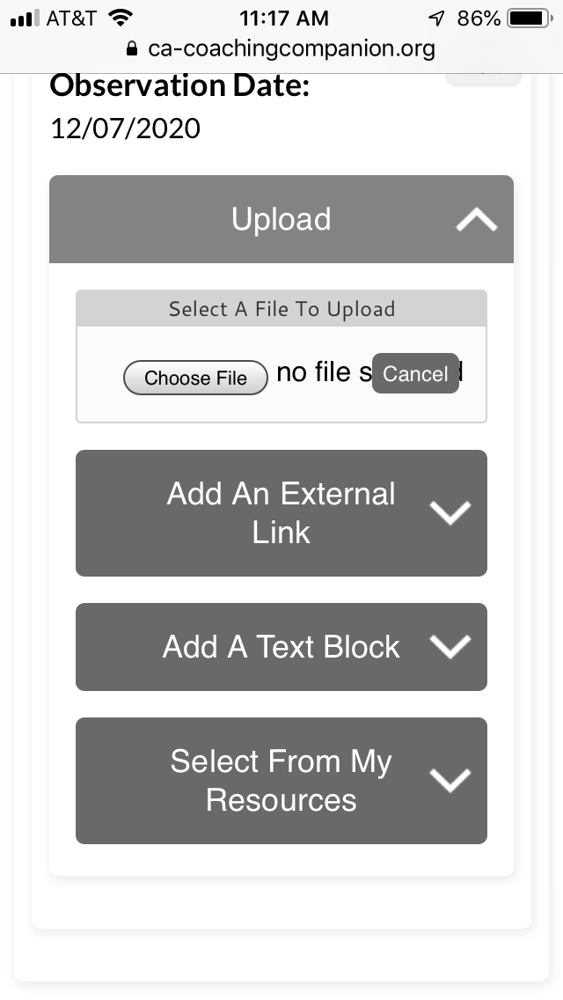 AT&T 11:17 AM 86%
ca-coachingcompanion.org
Observation Date:
12/07/2020
Upload
Select A File To Upload
Choose File no file s Cancel d
Add An External
Link
Add A Text Block
Select From My
Resources